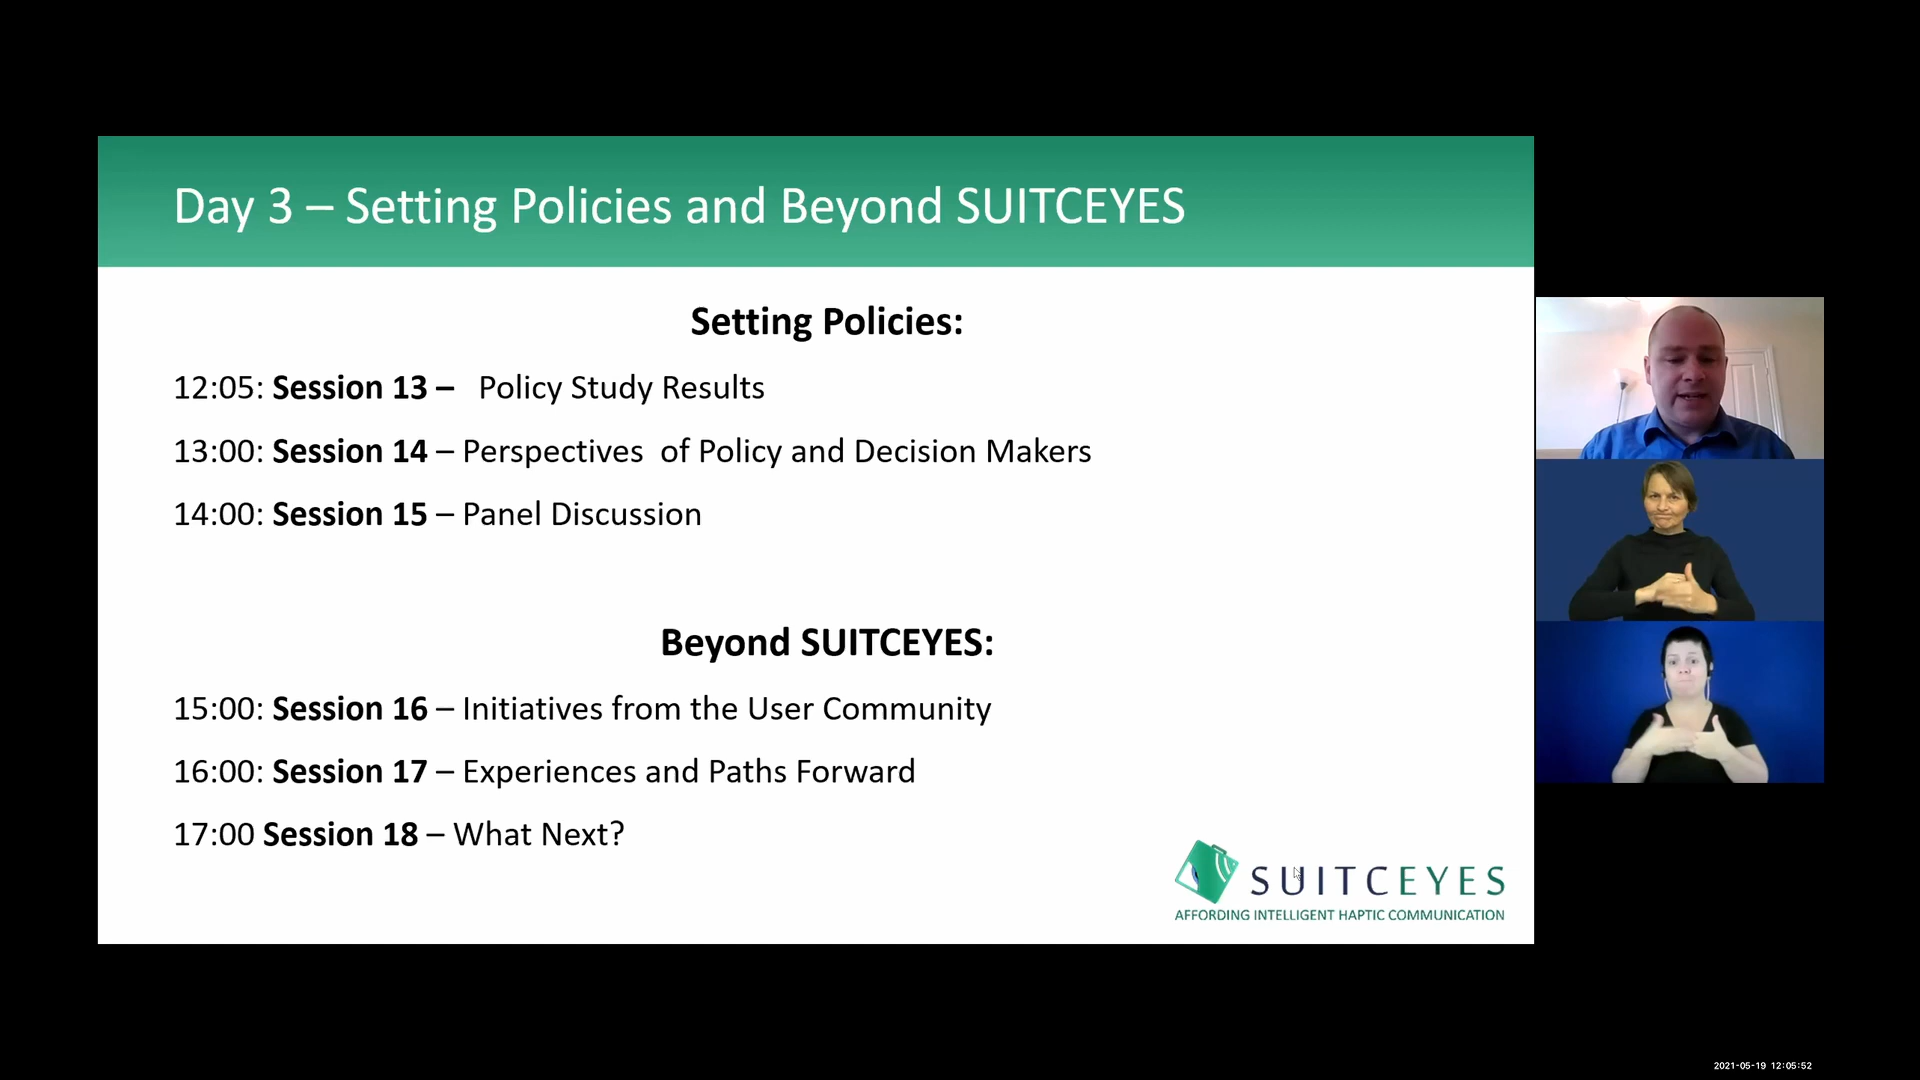 Day 3 – Setting Policies and Beyond SUITCEYES
Setting Policies:
12:05: Session 13 – Policy Study Results
13:00: Session 14 – Perspectives of Policy and Decision Makers
14:00: Session 15 – Panel Discussion
Beyond SUITCEYES:
15:00: Session 16 – Initiatives from the User Community
16:00: Session 17 – Experiences and Paths Forward
17:00 Session 18 – What Next?
SUITCEYES
AFFORDING INTELLIGENT HAPTIC COMMUNICATION
2021-05-19 12:05:52